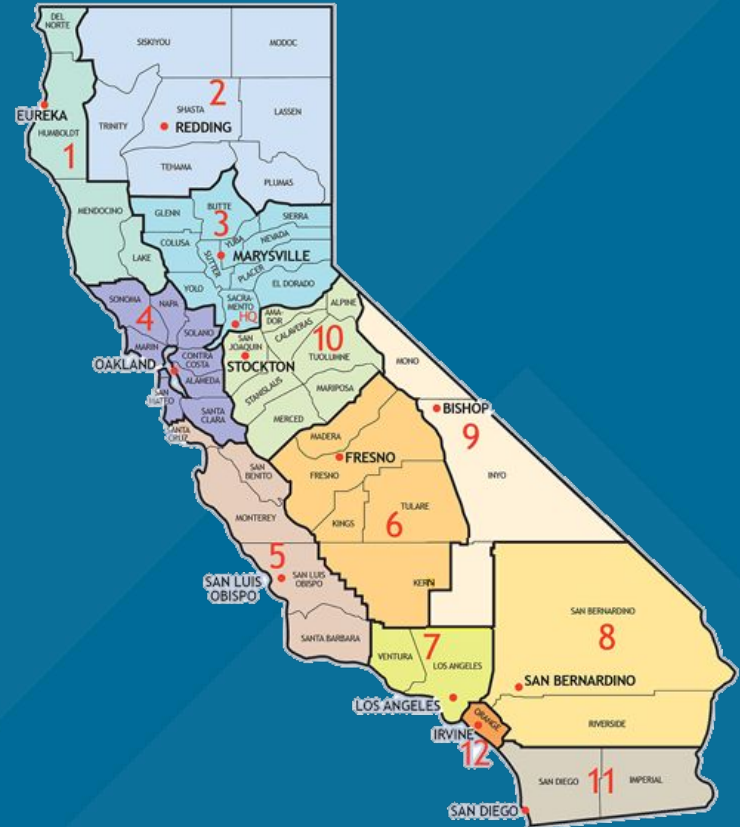 DEL
NORTE
SISKIYOU
MODOC
2
SHASTA
LASSEN
EUREKA
HUMBOLDT
TRINITY
REDDING
1
TEHAMA
PLUMAS
MENDOCINO
GLENN
BUTTE
3
SIERRA
COLUSA
YUBA
NEVADA
SUTTER
MARYSVILLE
LAKE
PLACER
YOLO
EL DORADO
SONOMA
NAPA
SACRA-
MENTO
HQ
AMA-
DOR
ALPINE
4
SOLANO
CALAVERAS
10
MARIN
SAN
JOAQUIN
TUOLUMNE
MONO
OAKLAND
CONTRA
COSTA
STOCKTON
ALAMEDA
STANISLAUS
MARIPOSA
SAN
MATEO
SANTA
CLARA
MERCED
BISHOP
SANTA
CRUZ
MADERA
9
FRESNO
SAN
BENITO
FRESNO
INYO
TULARE
MONTEREY
KINGS
6
5
SAN LUIS
OBISPO
SAN LUIS
OBISPO
KERN
SAN BERNARDINO
SANTA BARBARA
VENTURA
7
LOS ANGELES
8
SAN BERNARDINO
LOS ANGELES
ORANGE
RIVERSIDE
IRVINE
12
SAN DIEGO
11
IMPERIAL
SAN DIEGO